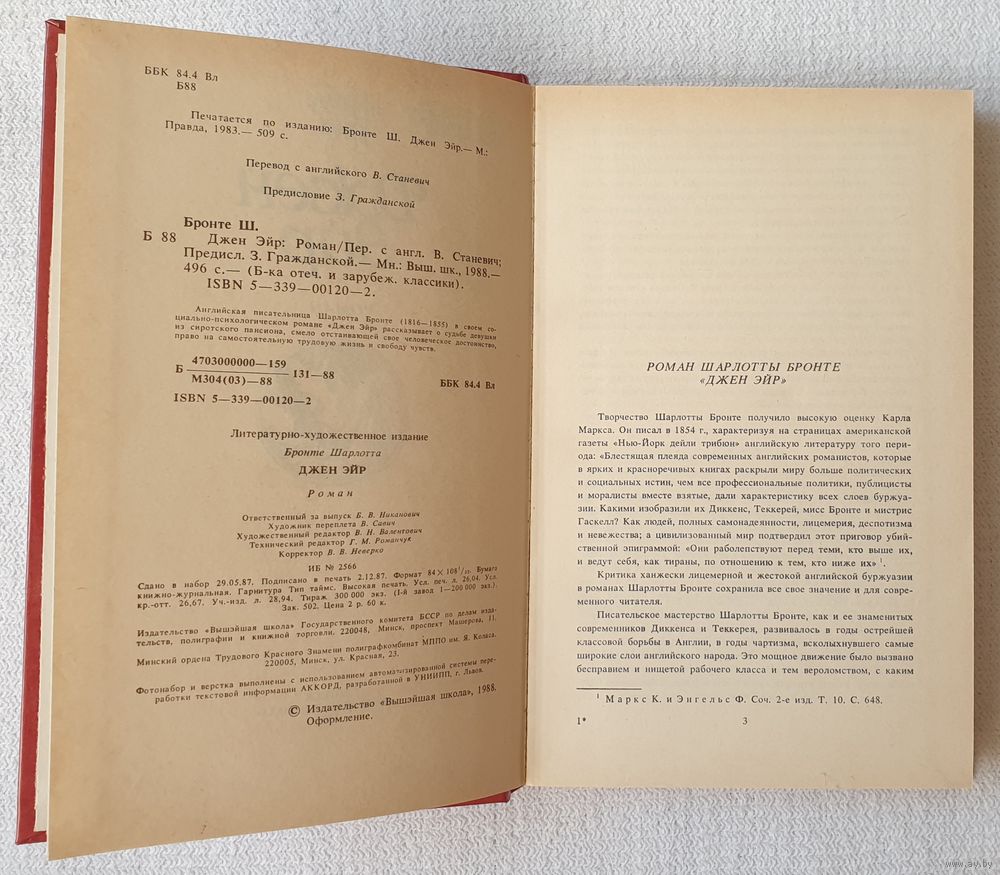 ББК 84.4 Вл
Б88
Печатается по изданию: Бронте Ш. Джен Эйр.— М.:
Правда, 1983.— 509 с.
Перевод с английского В. Станевич
Предисловие З. Гражданской
Бронте Ш.
Б 88 Джен Эйр: Роман/Пер. с англ. В. Станевич;
Предисл. З. Гражданской.— Мн.: Выш. шк., 1988.—
496 с.— (Б-ка отеч. и зарубеж. классики).
ISBN 5—339—00120—2.
Английская писательница Шарлотта Бронте (1816—1855) в своем со-
циально-психологическом романе «Джен Эйр» рассказывает о судьбе девушки
из сиротского пансиона, смело отстаивающей свое человеческое достоинство,
право на самостоятельную трудовую жизнь и свободу чувств.
4703000000—159
Б 131—88
М304(03)—88
ББК 84.4 Вл
ISBN 5—339—00120—2
Литературно-художественное издание
Бронте Шарлотта
ДЖЕН ЭЙР
Роман
Ответственный за выпуск Б. В. Никанович
Художник переплета В. Савич
Художественный редактор В. Н. Валентович
Технический редактор Г. М. Романчук
Корректор В. В. Неверко
ИБ № 2566
Сдано в набор 29.05.87. Подписано в печать 2.12.87. Формат 84×108 1/32. Бумага
книжно-журнальная. Гарнитура Тип таймс. Высокая печать. Усл. печ. л. 26,04. Усл.
кр.-отт. 26,67. Уч.-изд. л. 28,94. Тираж 300 000 экз. (1-й завод 1—200 000 экз.).
Зак. 502. Цена 2 р. 60 к.
Издательство «Вышэйшая школа» Государственного комитета БССР по делам изда-
тельств, полиграфии и книжной торговли. 220048, Минск, проспект Машерова, 11.
Минский ордена Трудового Красного Знамени полиграфкомбинат МППО им. Я. Коласа.
220005, Минск, ул. Красная, 23.
Фотонабор и верстка выполнены с использованием автоматизированной системы пере-
работки текстовой информации АККОРД, разработанной в УНИИПП, г. Львов.
© Издательство «Вышэйшая школа», 1988.
Оформление.
РОМАН ШАРЛОТТЫ БРОНТЕ
«ДЖЕН ЭЙР»
Творчество Шарлотты Бронте получило высокую оценку Карла
Маркса. Он писал в 1854 г., характеризуя на страницах американской
газеты «Нью-Йорк дейли трибюн» английскую литературу того пери-
ода: «Блестящая плеяда современных английских романистов, которые
в ярких и красноречивых книгах раскрыли миру больше политических
и социальных истин, чем все профессиональные политики, публицисты
и моралисты вместе взятые, дали характеристику всех слоев буржуа-
зии. Какими изобразили их Диккенс, Теккерей, мисс Бронте и мистрис
Гаскелл? Как людей, полных самонадеянности, лицемерия, деспотизма
и невежества; а цивилизованный мир подтвердил этот приговор убий-
ственной эпиграммой: «Они раболепствуют перед теми, кто выше их,
и ведут себя, как тираны, по отношению к тем, кто ниже их» 1.
Критика ханжески лицемерной и жестокой английской буржуазии
в романах Шарлотты Бронте сохранила все свое значение и для совре-
менного читателя.
Писательское мастерство Шарлотты Бронте, как и ее знаменитых
современников Диккенса и Теккерея, развивалось в годы острейшей
классовой борьбы в Англии, в годы чартизма, всколыхнувшего самые
широкие слои английского народа. Это мощное движение было вызвано
бесправием и нищетой рабочего класса и тем вероломством, с каким
1 Маркс К. и Энгельс Ф. Соч. 2-е изд. Т. 10. С. 648.
1* 3
www.ay.by